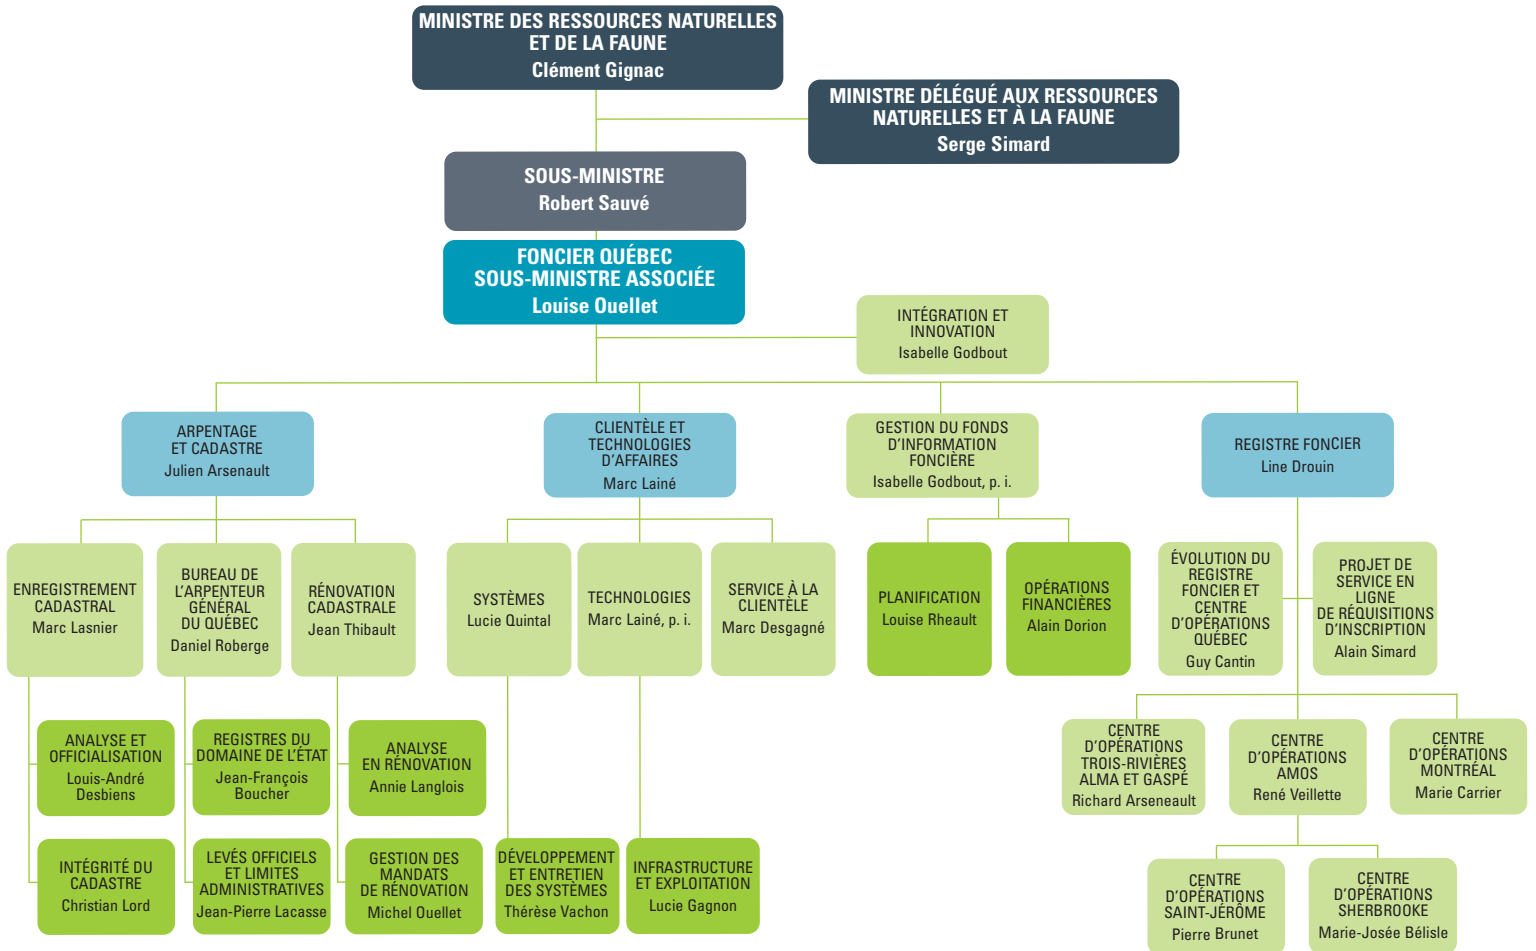 MINISTRE DES RESSOURCES NATURELLES
ET DE LA FAUNE
Clément Gignac
MINISTRE DÉLÉGUÉ AUX RESSOURCES
NATURELLES ET À LA FAUNE
Serge Simard
SOUS-MINISTRE
Robert Sauvé
FONCIER QUÉBEC
SOUS-MINISTRE ASSOCIÉE
Louise Ouellet
INTÉGRATION ET
INNOVATION
Isabelle Godbout
ARPENTAGE
ET CADASTRE
Julien Arsenault
CLIENTÈLE ET
TECHNOLOGIES
D'AFFAIRES
Marc Lainé
GESTION DU FONDS
D'INFORMATION
FONCIÈRE
Isabelle Godbout, p. i.
REGISTRE FONCIER
Line Drouin
ENREGISTREMENT
CADASTRAL
Marc Lasnier
BUREAU DE
L'ARPENTEUR
GÉNÉRAL
DU QUÉBEC
Daniel Roberge
RÉNOVATION
CADASTRALE
Jean Thibault
SYSTÈMES
Lucie Quintal
TECHNOLOGIES
Marc Lainé, p. i.
SERVICE À LA
CLIENTÈLE
Marc Desgagné
PLANIFICATION
Louise Rheault
OPÉRATIONS
FINANCIÈRES
Alain Dorion
ÉVOLUTION DU
REGISTRE
FONCIER ET
CENTRE
D'OPÉRATIONS
QUÉBEC
Guy Cantin
PROJET DE
SERVICE EN
LIGNE
DE RÉQUISITIONS
D'INSCRIPTION
Alain Simard
ANALYSE ET
OFFICIALISATION
Louis-André
Desbiens
REGISTRES DU
DOMAINE DE L'ÉTAT
Jean-François
Boucher
ANALYSE
EN RÉNOVATION
Annie Langlois
CENTRE
D'OPÉRATIONS
TROIS-RIVIÈRES
ALMA ET GASPÉ
Richard Arseneault
CENTRE
D'OPÉRATIONS
AMOS
René Veillette
CENTRE
D'OPÉRATIONS
MONTRÉAL
Marie Carrier
INTÉGRITÉ DU
CADASTRE
Christian Lord
LEVÉS OFFICIELS
ET LIMITES
ADMINISTRATIVES
Jean-Pierre Lacasse
GESTION DES
MANDATS
DE RÉNOVATION
Michel Ouellet
DÉVELOPPEMENT
ET ENTRETIEN
DES SYSTÈMES
Thérèse Vachon
INFRASTRUCTURE
ET EXPLOITATION
Lucie Gagnon
CENTRE
D'OPÉRATIONS
SAINT-JÉRÔME
Pierre Brunet
CENTRE
D'OPÉRATIONS
SHERBROOKE
Marie-Josée Bélisle